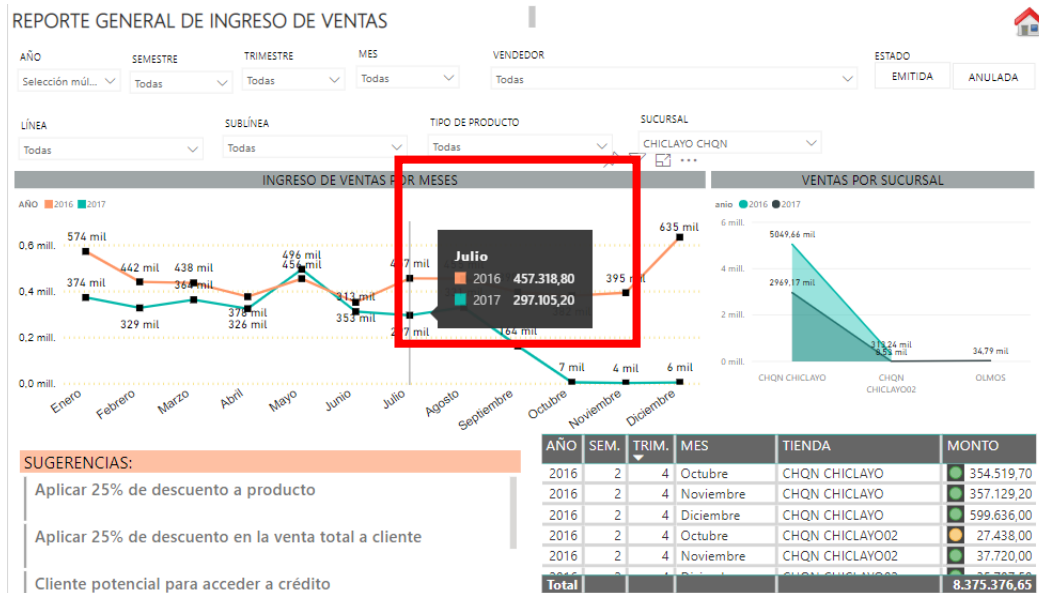 REPORTE GENERAL DE INGRESO DE VENTAS
AÑO SEMESTRE TRIMESTRE MES VENDEDOR ESTADO
Selección múl... Todas Todas Todas Todas EMITIDA ANULADA
LÍNEA SUBLÍNEA TIPO DE PRODUCTO SUCURSAL
Todas Todas Todas CHICLAYO CHQN
INGRESO DE VENTAS POR MESES
AÑO 2016 2017
0,6 mill.
0,4 mill.
0,2 mill.
0,0 mill.
574 mil
442 mil
438 mil
496 mil
456 mil
635 mil
374 mil
364 mil
313 mil
395 mil
329 mil
378 mil
326 mil
353 mil
164 mil
7 mil
4 mil
6 mil
Julio
2016 457.318,80
2017 297.105,20
Enero Febrero Marzo Abril Mayo Junio Julio Agosto Septiembre Octubre Noviembre Diciembre
VENTAS POR SUCURSAL
anio 2016 2017
6 mill.
4 mill.
2 mill.
0 mill.
5049,66 mil
2969,17 mil
313,24 mil
8,53 mil
34,79 mil
CHQN CHICLAYO
CHQN CHICLAYO02
OLMOS
SUGERENCIAS:
Aplicar 25% de descuento a producto
Aplicar 25% de descuento en la venta total a cliente
Cliente potencial para acceder a crédito
AÑO SEM. TRIM. MES TIENDA MONTO
2016 2 4 Octubre CHQN CHICLAYO 354.519,70
2016 2 4 Noviembre CHQN CHICLAYO 357.129,20
2016 2 4 Diciembre CHQN CHICLAYO 599.636,00
2016 2 4 Octubre CHQN CHICLAYO02 27.438,00
2016 2 4 Noviembre CHQN CHICLAYO02 37.720,00
Total 8.375.376,65